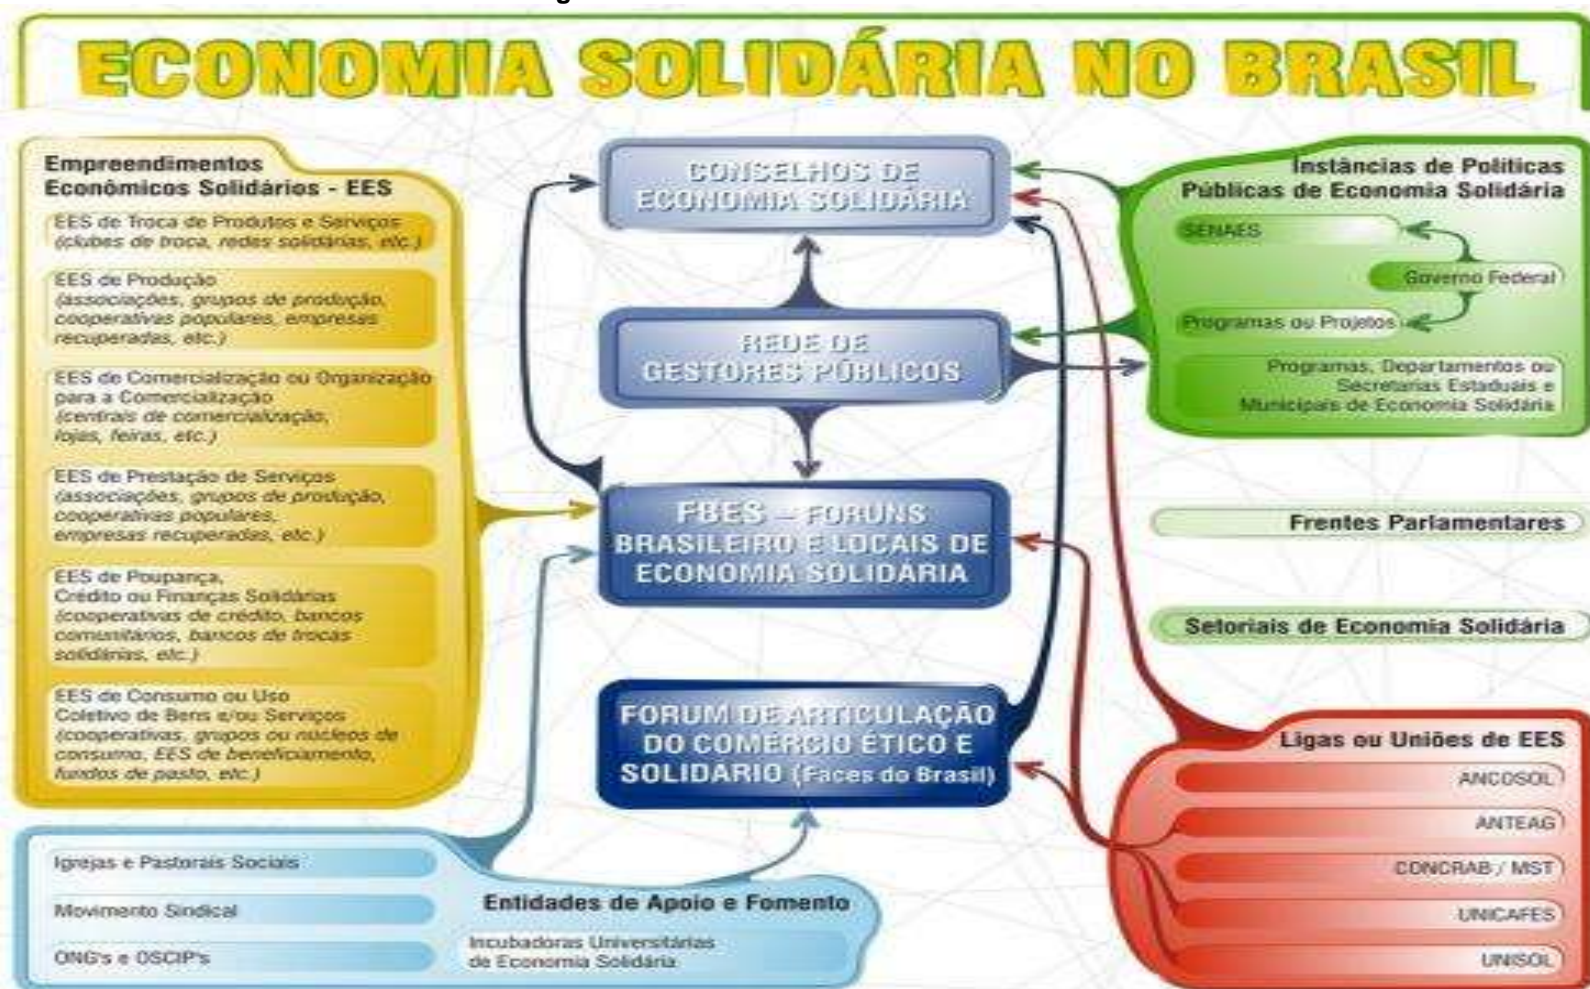 ECONOMIA SOLIDÁRIA NO BRASIL
Empreendimentos
Econômicos Solidários - EES
EES de Troca de Produtos e Serviços
(clubes de troca, redes solidárias, etc.)
EES de Produção
(associações, grupos de produção,
cooperativas populares, empresas
recuperadas, etc.)
EES de Comercialização ou Organização
para a Comercialização
(centrais de comercialização,
lojas, feiras, etc.)
EES de Prestação de Serviços
(associações, grupos de produção,
cooperativas populares,
empresas recuperadas, etc.)
EES de Poupança,
Crédito ou Finanças Solidárias
(cooperativas de crédito, bancos
comunitários, bancos de trocas
solidárias, etc.)
EES de Consumo ou Uso
Coletivo de Bens e/ou Serviços
(cooperativas, grupos ou núcleos de
consumo, EES de beneficiamento,
fundos de pasto, etc.)
CONSELHOS DE
ECONOMIA SOLIDÁRIA
REDE DE
GESTORES PÚBLICOS
FBES – FORUNS
BRASILEIRO E LOCAIS DE
ECONOMIA SOLIDÁRIA
FORUM DE ARTICULAÇÃO
DO COMÉRCIO ÉTICO E
SOLIDARIO (Faces do Brasil)
Instâncias de Políticas
Públicas de Economia Solidária
SENAES
Governo Federal
Programas ou Projetos
Programas, Departamentos ou
Secretarias Estaduais e
Municipais de Economia Solidária
Frentes Parlamentares
Setoriais de Economia Solidária
Ligas ou Uniões de EES
ANCOSOL
ANTEAG
CONCRAB / MST
UNICAFES
UNISOL
Igrejas e Pastorais Sociais
Movimento Sindical
ONG's e OSCIP's
Entidades de Apoio e Fomento
Incubadoras Universitárias
de Economia Solidária